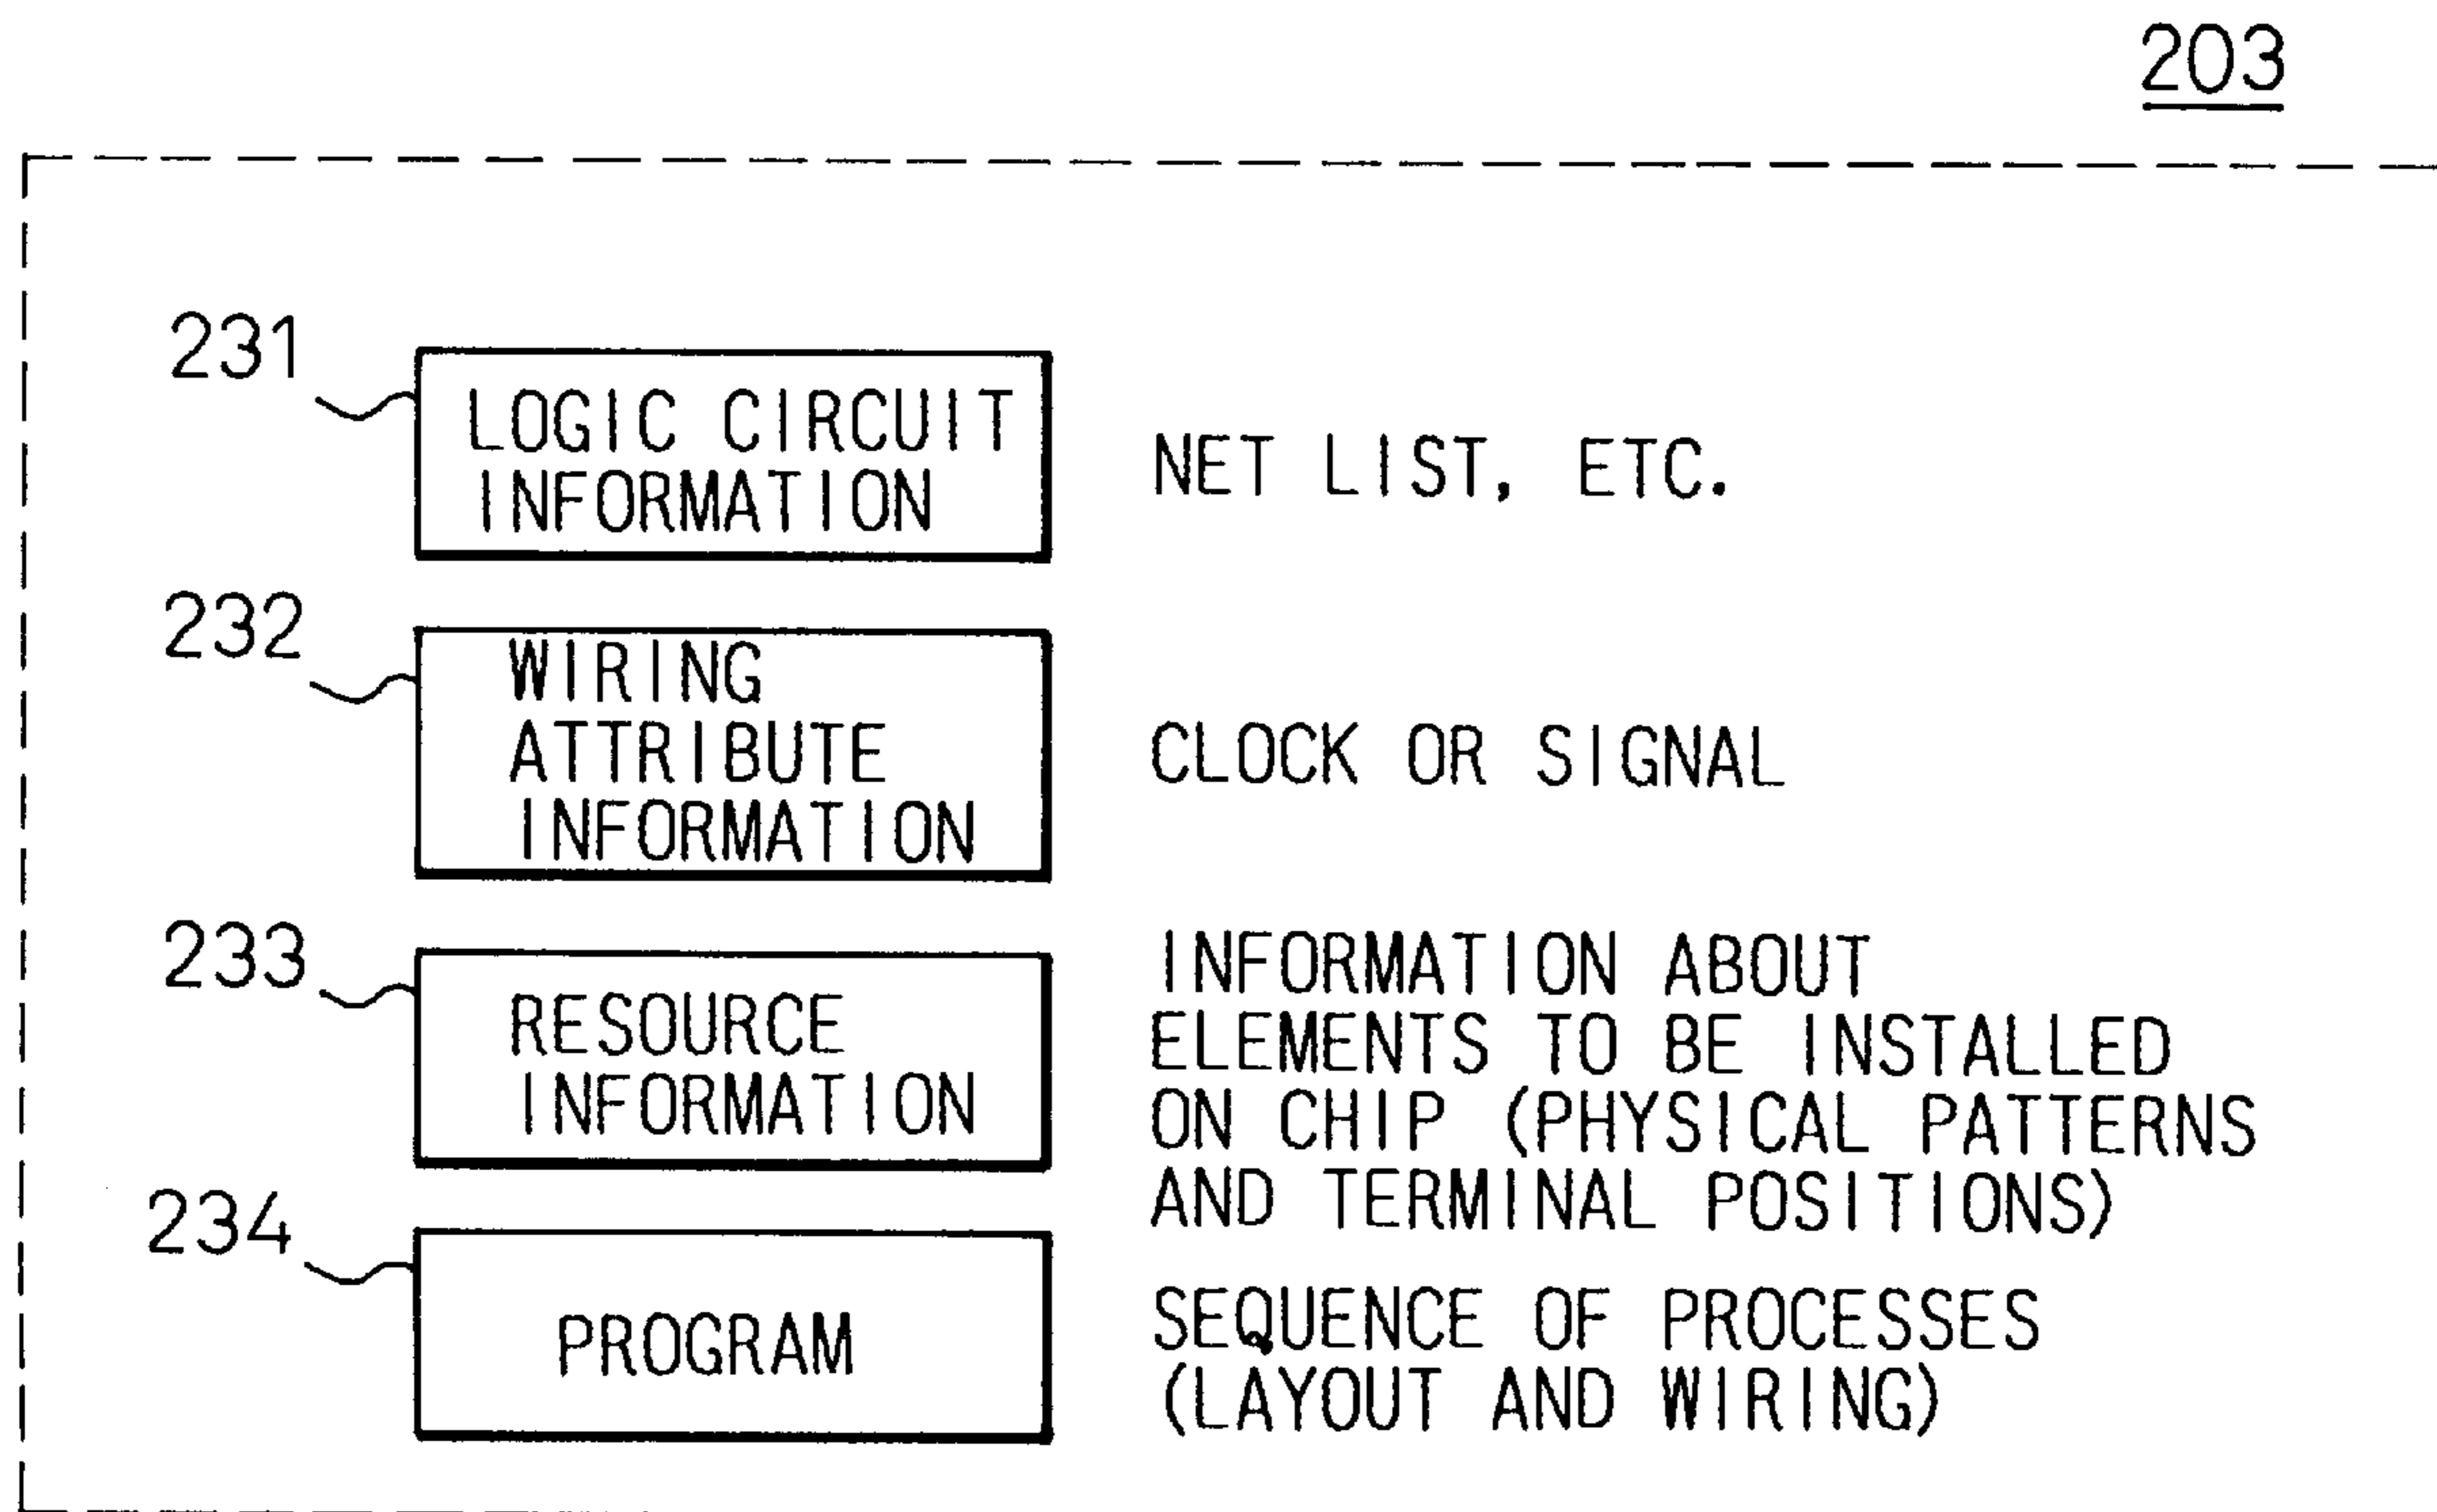 203
231
LOGIC CIRCUIT
INFORMATION
NET LIST, ETC.
232
WIRING
ATTRIBUTE
INFORMATION
CLOCK OR SIGNAL
233
RESOURCE
INFORMATION
INFORMATION ABOUT
ELEMENTS TO BE INSTALLED
ON CHIP (PHYSICAL PATTERNS
AND TERMINAL POSITIONS)
234
PROGRAM
SEQUENCE OF PROCESSES
(LAYOUT AND WIRING)